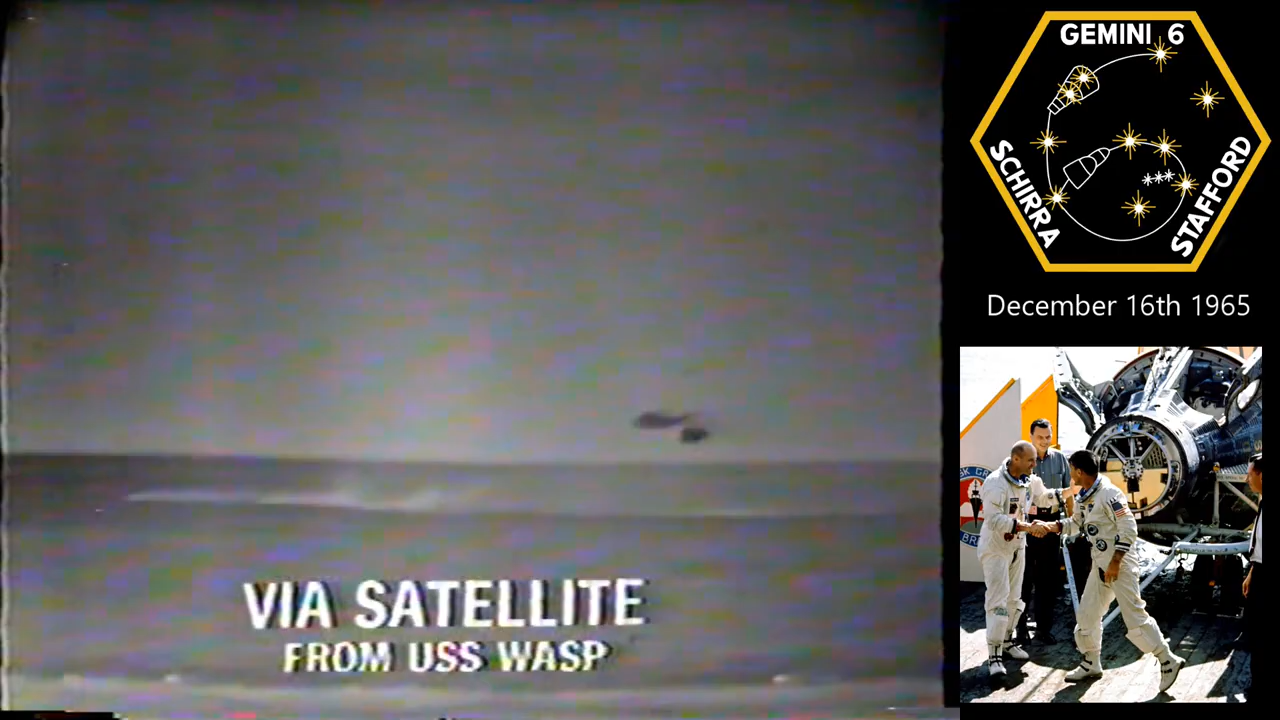 VIA SATELLITE
FROM USS WASP
GEMINI 6
SCHIRRA
STAFFORD
December 16th 1965